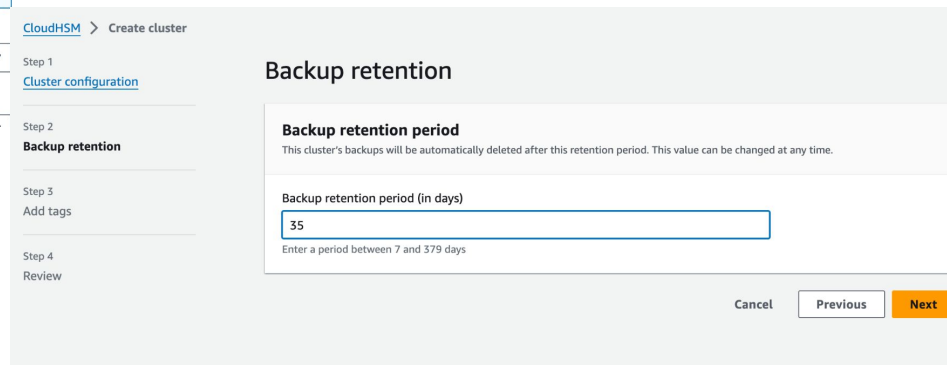 CloudHSM > Create cluster
Step 1
Cluster configuration
Step 2
Backup retention
Step 3
Add tags
Step 4
Review
Backup retention
Backup retention period
This cluster's backups will be automatically deleted after this retention period. This value can be changed at any time.
Backup retention period (in days)
35
Enter a period between 7 and 379 days
Cancel Previous Next